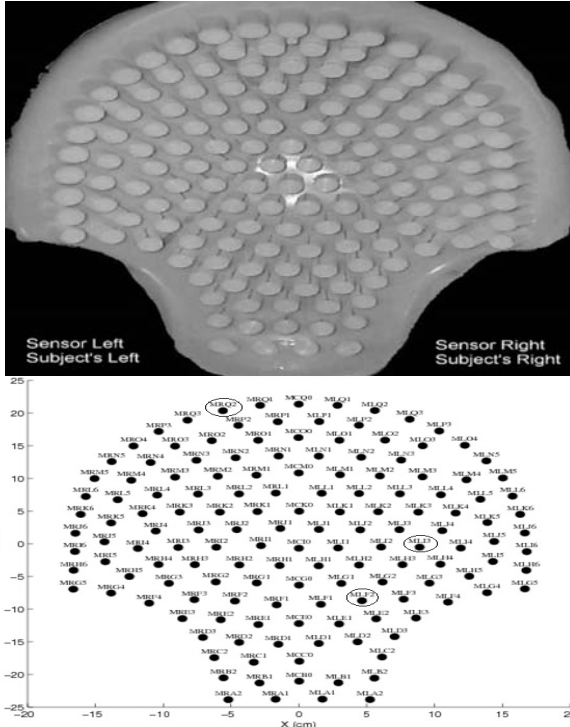 Sensor Left
Subject's Left
Sensor Right
Subject's Right
25
MRQ2 MRQ1 MCQ0 MLQ1 MLQ2
20
MRQ3 MRP2 MRP1 MLP1 MLP2 MLQ3
MRP3 MLP3
15
MRO4 MRO3 MRO2 MRO1 MCO0 MLO1 MLO2 MLO3 MLO4
MRN5 MRN4 MRN3 MRN2 MRN1 MLN1 MLN2 MLN3 MLN5
10
MRM5 MRM4 MRM3 MRM2 MRM1 MCM0 MLM1 MLM2 MLM3 MLM4 MLM5
MRL6 MRL5 MRL4 MRL3 MRL2 MRL1 MLL1 MLL2 MLL3 MLL4 MLL5 MLL6
5
MRK6 MRK5 MRK4 MRK3 MRK2 MRK1 MCK0 MLK1 MLK2 MLK3 MLK4 MLK5 MLK6
MRJ6 MRJ5 MRJ4 MRJ3 MRJ2 MRJ1 MLJ1 MLJ2 MLJ3 MLJ4 MLJ5 MLJ6
0
MRI6 MRI5 MRI4 MRI3 MRI2 MRI1 MCI0 MLI1 MLI2 MLI3 MLI4 MLI5 MLI6
−5
MRH6 MRH5 MRH4 MRH3 MRH2 MRH1 MLH1 MLH2 MLH3 MLH4 MLH5 MLH6
MRG5 MRG4 MRG3 MRG2 MRG1 MCG0 MLG1 MLG2 MLG3 MLG4 MLG5
−10
MRF4 MRF3 MRF2 MRF1 MLF1 MLF2 MLF3 MLF4
MRE3 MRE2 MRE1 MCE0 MLE1 MLE2 MLE3
−15
MRD3 MRD2 MRD1 MLD1 MLD2 MLD3
MRC2 MRC1 MCC0 MLC2
−20
MRB2 MRB1 MCB0 MLB1 MLB2
−25
MRA2 MRA1 MLA1 MLA2
−20 −15 −10 −5 0 5 10 15 20
X (cm)